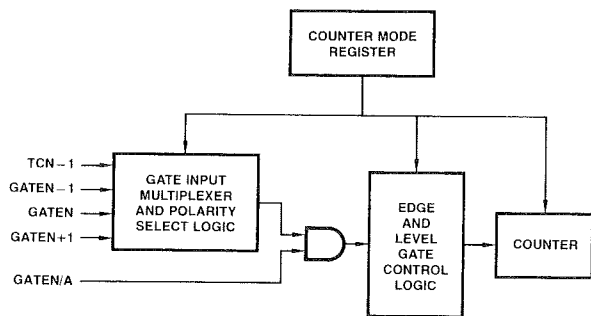 COUNTER MODE
REGISTER
TCN−1
GATEN−1
GATEN
GATEN+1
GATEN/A
GATE INPUT
MULTIPLEXER
AND POLARITY
SELECT LOGIC
EDGE
AND
LEVEL
GATE
CONTROL
LOGIC
COUNTER